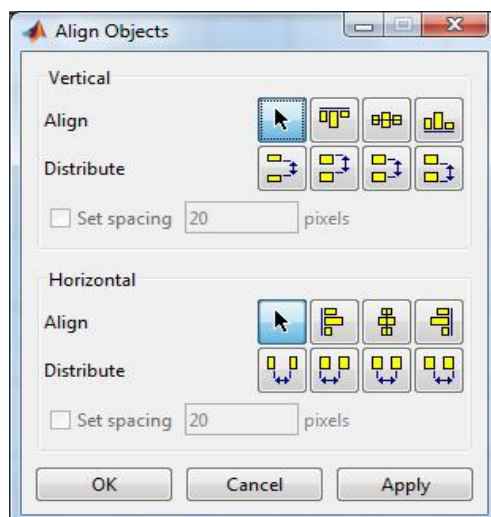 Align Objects
Vertical
Align
Distribute
Set spacing 20 pixels
Horizontal
Align
Distribute
Set spacing 20 pixels
OK Cancel Apply